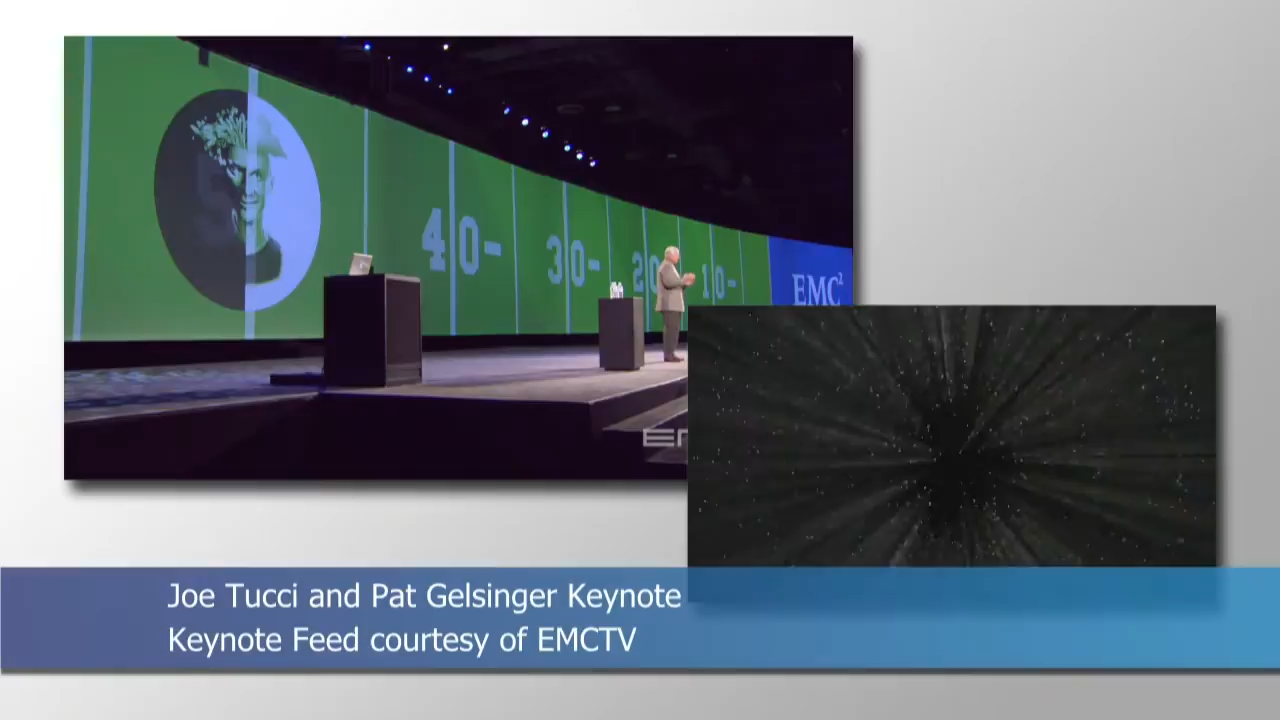 40-
30-
20
10-
EMC²
Joe Tucci and Pat Gelsinger Keynote
Keynote Feed courtesy of EMCTV